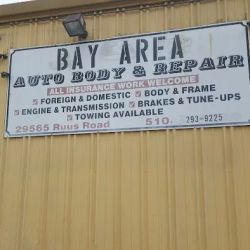 BAY AREA
AUTO BODY & REPAIR
ALL INSURANCE WORK WELCOME
FOREIGN & DOMESTIC BODY & FRAME
ENGINE & TRANSMISSION BRAKES & TUNE-UPS
TOWING AVAILABLE
29565 Ruus Road 510 293-9225